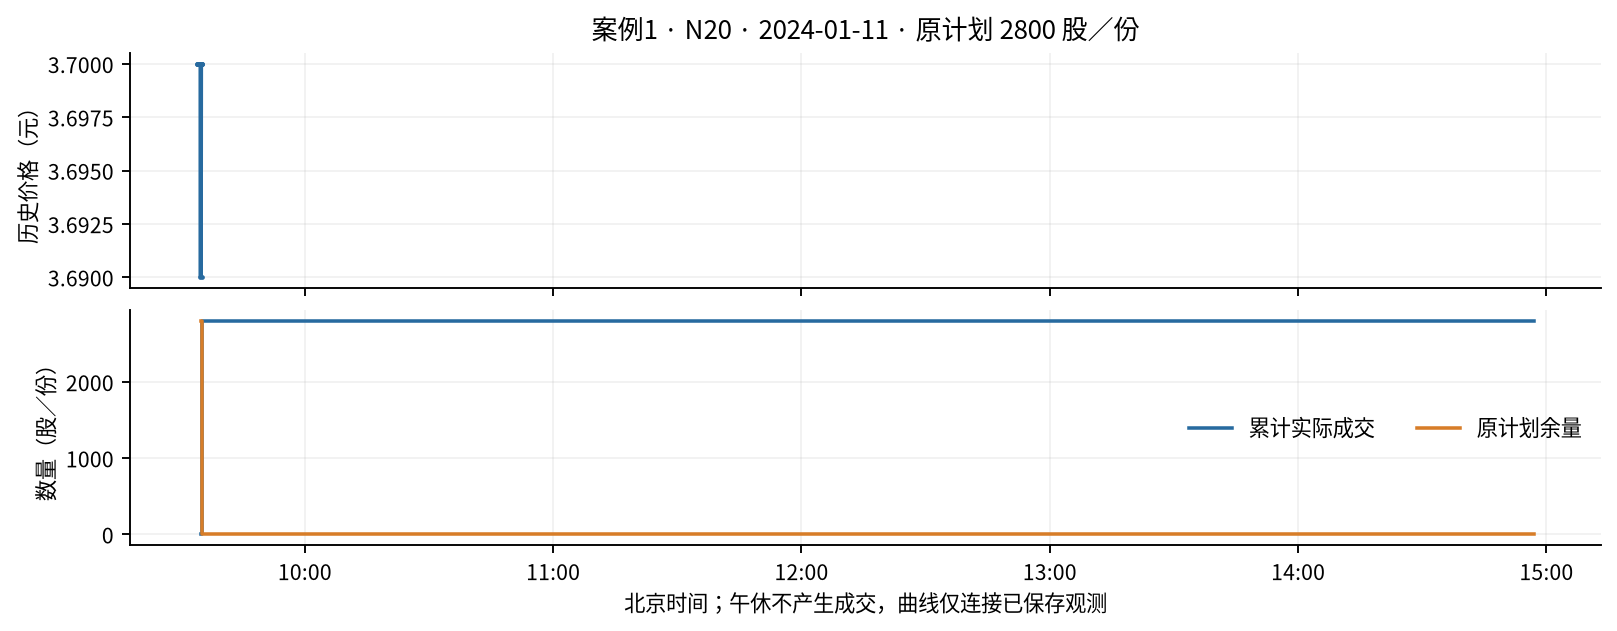 案例1 · N20 · 2024-01-11 · 原计划 2800 股／份
历史价格（元）
3.7000
3.6975
3.6950
3.6925
3.6900
数量（股／份）
2000
1000
0
累计实际成交
原计划余量
10:00
11:00
12:00
13:00
14:00
15:00
北京时间；午休不产生成交，曲线仅连接已保存观测